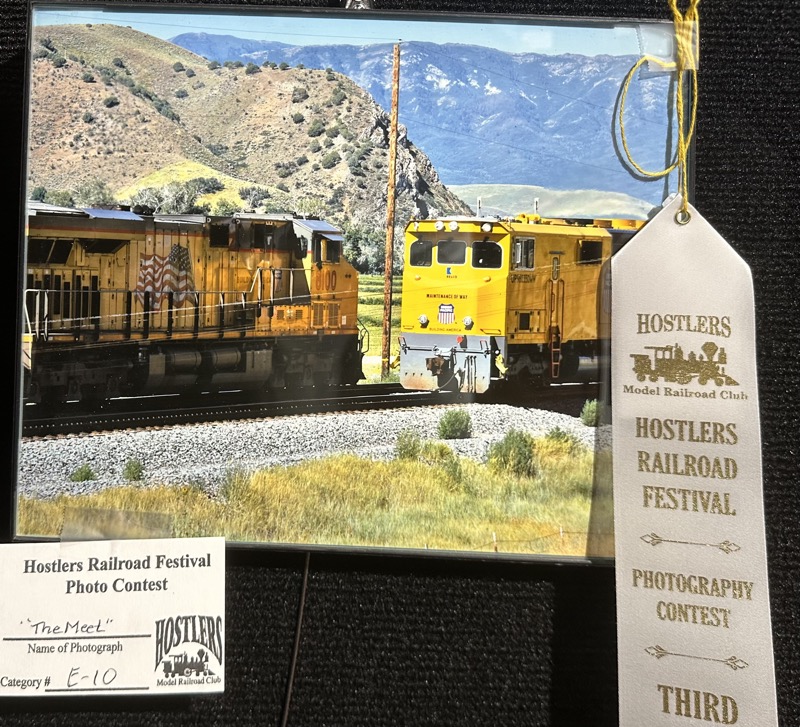 MAINTENANCE OF WAY
BUILDING AMERICA
HOSTLERS
Model Railroad Club
HOSTLERS
RAILROAD
FESTIVAL
PHOTOGRAPHY
CONTEST
THIRD
Hostlers Railroad Festival
Photo Contest
"The Meet"
Name of Photograph
HOSTLERS
Model Railroad Club
Category # E-10